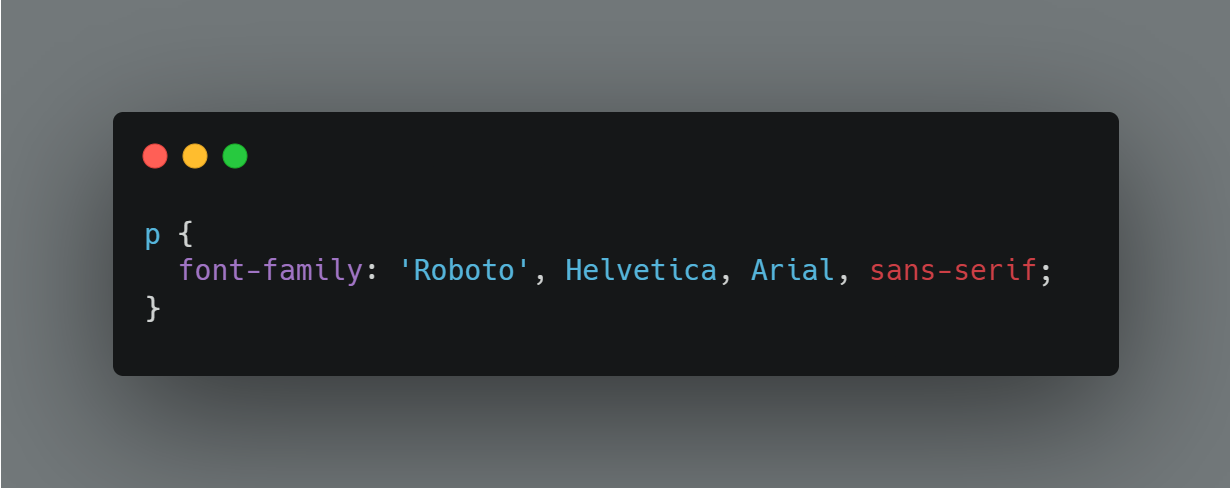 p {
  font-family: 'Roboto', Helvetica, Arial, sans-serif;
}